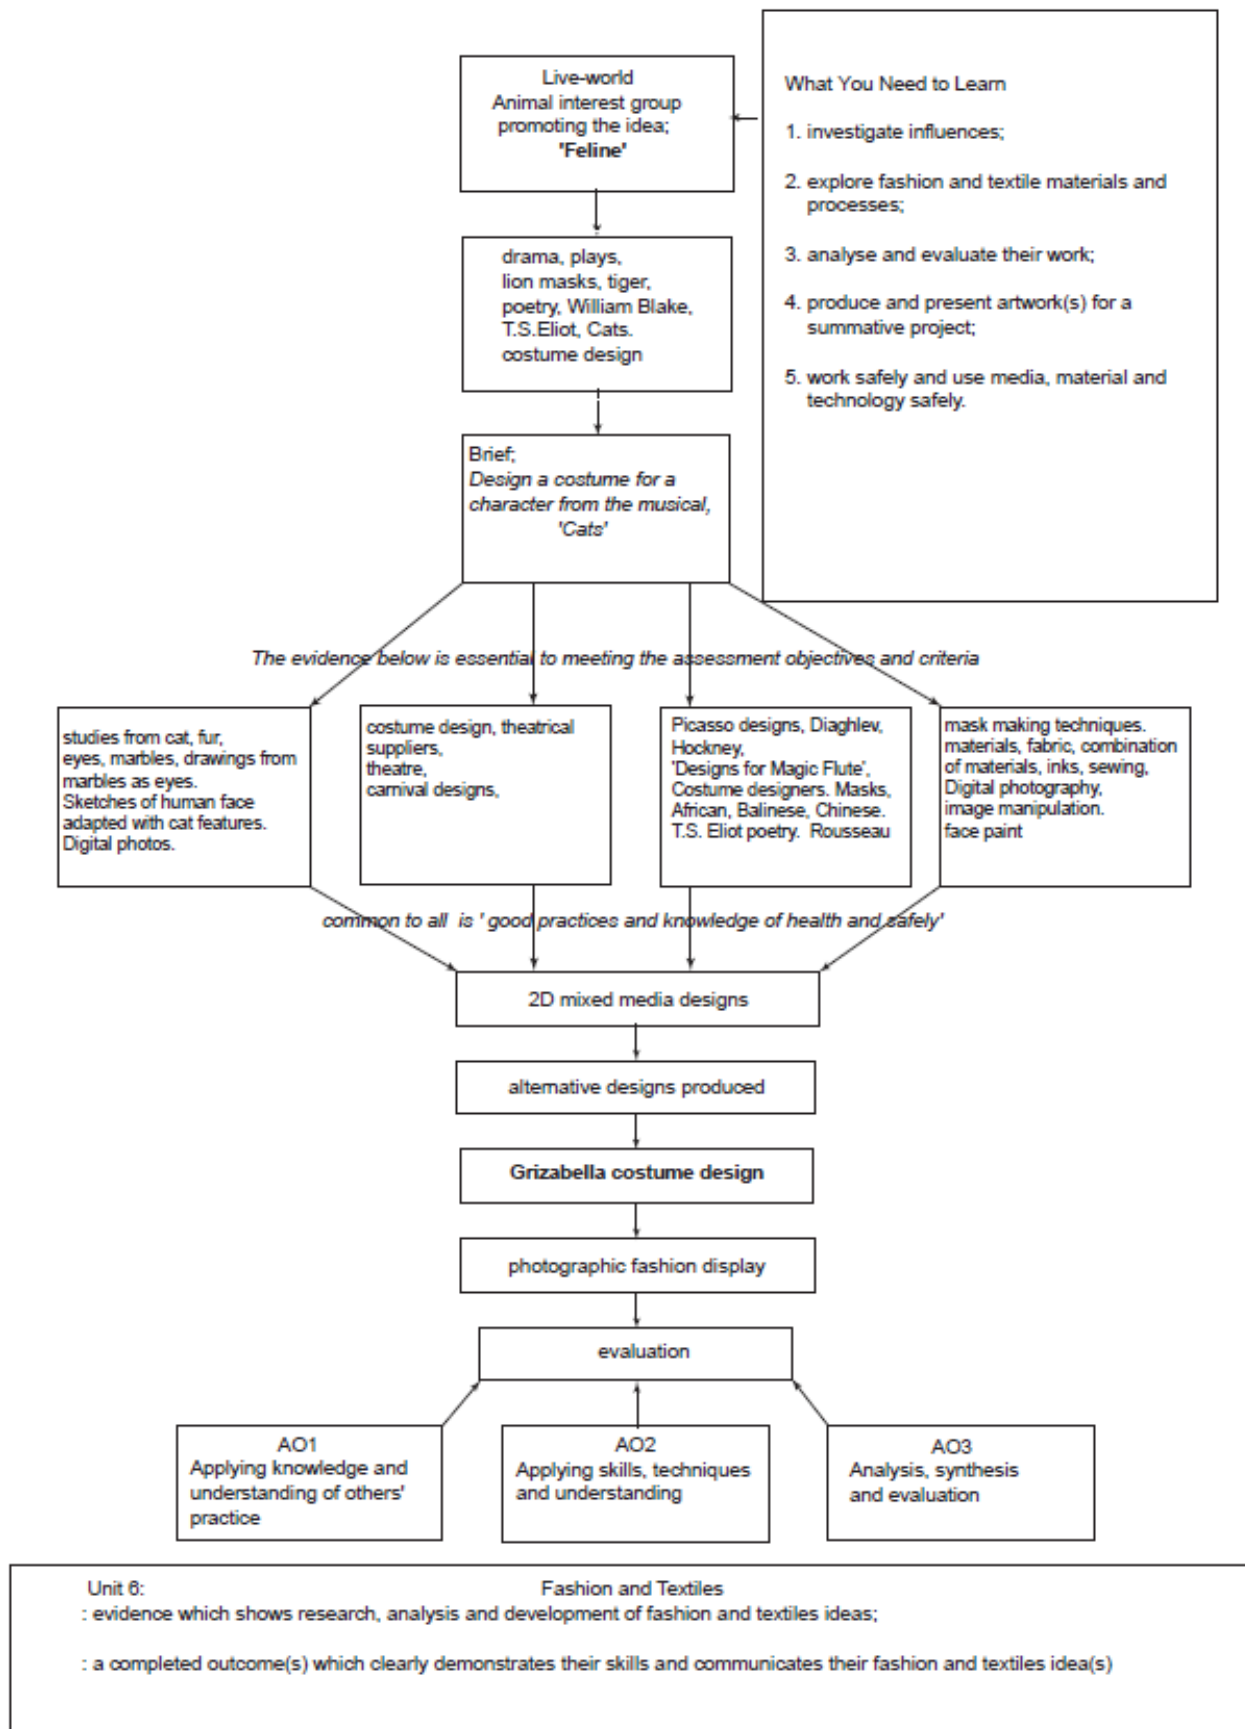 Live-world
Animal interest group
promoting the idea;
'Feline'
What You Need to Learn
1. investigate influences;
2. explore fashion and textile materials and
processes;
3. analyse and evaluate their work;
4. produce and present artwork(s) for a
summative project;
5. work safely and use media, material and
technology safely.
drama, plays,
lion masks, tiger,
poetry, William Blake,
T.S.Eliot, Cats.
costume design
Brief;
Design a costume for a
character from the musical,
'Cats'
The evidence below is essential to meeting the assessment objectives and criteria
studies from cat, fur,
eyes, marbles, drawings from
marbles as eyes.
Sketches of human face
adapted with cat features.
Digital photos.
costume design, theatrical
suppliers,
theatre,
carnival designs,
Picasso designs, Diaghlev,
Hockney,
'Designs for Magic Flute',
Costume designers. Masks,
African, Balinese, Chinese.
T.S. Eliot poetry. Rousseau
mask making techniques.
materials, fabric, combination
of materials, inks, sewing,
Digital photography,
image manipulation.
face paint
common to all is ' good practices and knowledge of health and safely'
2D mixed media designs
alternative designs produced
Grizabella costume design
photographic fashion display
evaluation
AO1
Applying knowledge and
understanding of others'
practice
AO2
Applying skills, techniques
and understanding
AO3
Analysis, synthesis
and evaluation
Unit 6: Fashion and Textiles
: evidence which shows research, analysis and development of fashion and textiles ideas;
: a completed outcome(s) which clearly demonstrates their skills and communicates their fashion and textiles idea(s)